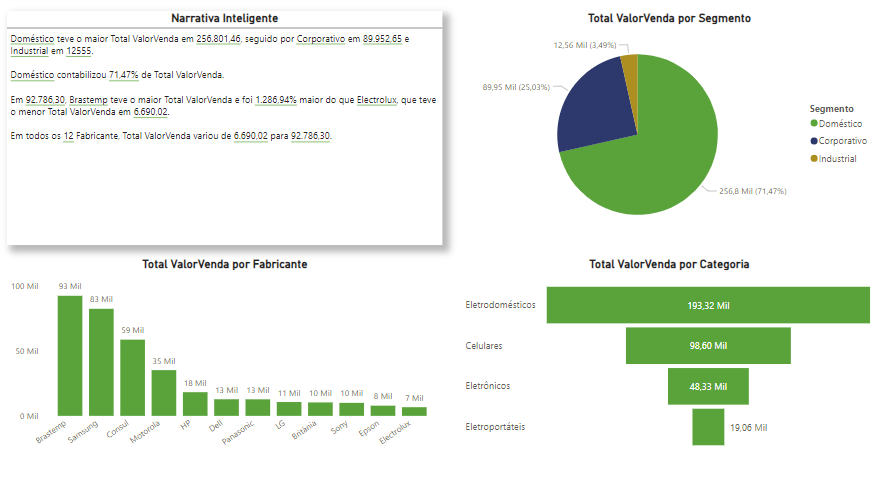 Narrativa Inteligente
Doméstico teve o maior Total ValorVenda em 256.801,46, seguido por Corporativo em 89.952,65 e
Industrial em 12555.
Doméstico contabilizou 71,47% de Total ValorVenda.
Em 92.786,30, Brastemp teve o maior Total ValorVenda e foi 1.286,94% maior do que Electrolux, que teve
o menor Total ValorVenda em 6.690,02.
Em todos os 12 Fabricante, Total ValorVenda variou de 6.690,02 para 92.786,30.
Total ValorVenda por Segmento
12,56 Mil (3,49%)
89,95 Mil (25,03%)
256,8 Mil (71,47%)
Segmento
Doméstico
Corporativo
Industrial
Total ValorVenda por Fabricante
100 Mil
50 Mil
0 Mil
93 Mil
83 Mil
59 Mil
35 Mil
18 Mil
13 Mil
13 Mil
11 Mil
10 Mil
10 Mil
8 Mil
7 Mil
Brastemp
Samsung
Consul
Motorola
HP
Dell
Panasonic
LG
Britânia
Sony
Epson
Electrolux
Total ValorVenda por Categoria
Eletrodomésticos
193,32 Mil
Celulares
98,60 Mil
Eletrônicos
48,33 Mil
Eletroportáteis
19,06 Mil